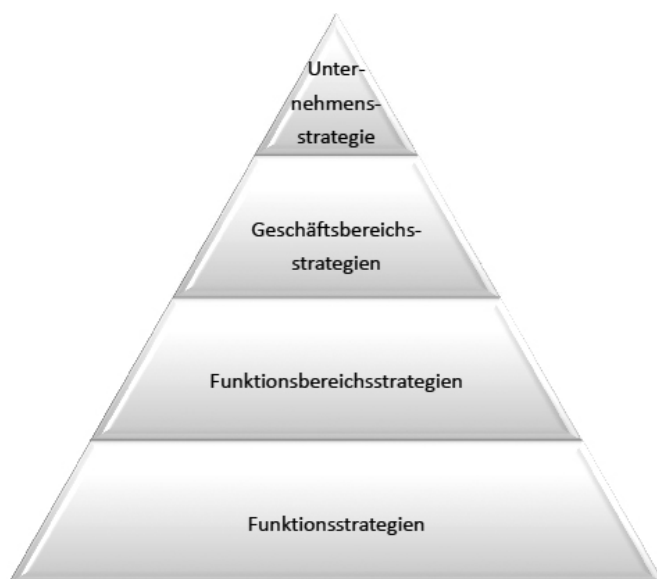 Unter-
nehmens-
strategie
Geschäftsbereichs-
strategien
Funktionsbereichsstrategien
Funktionsstrategien